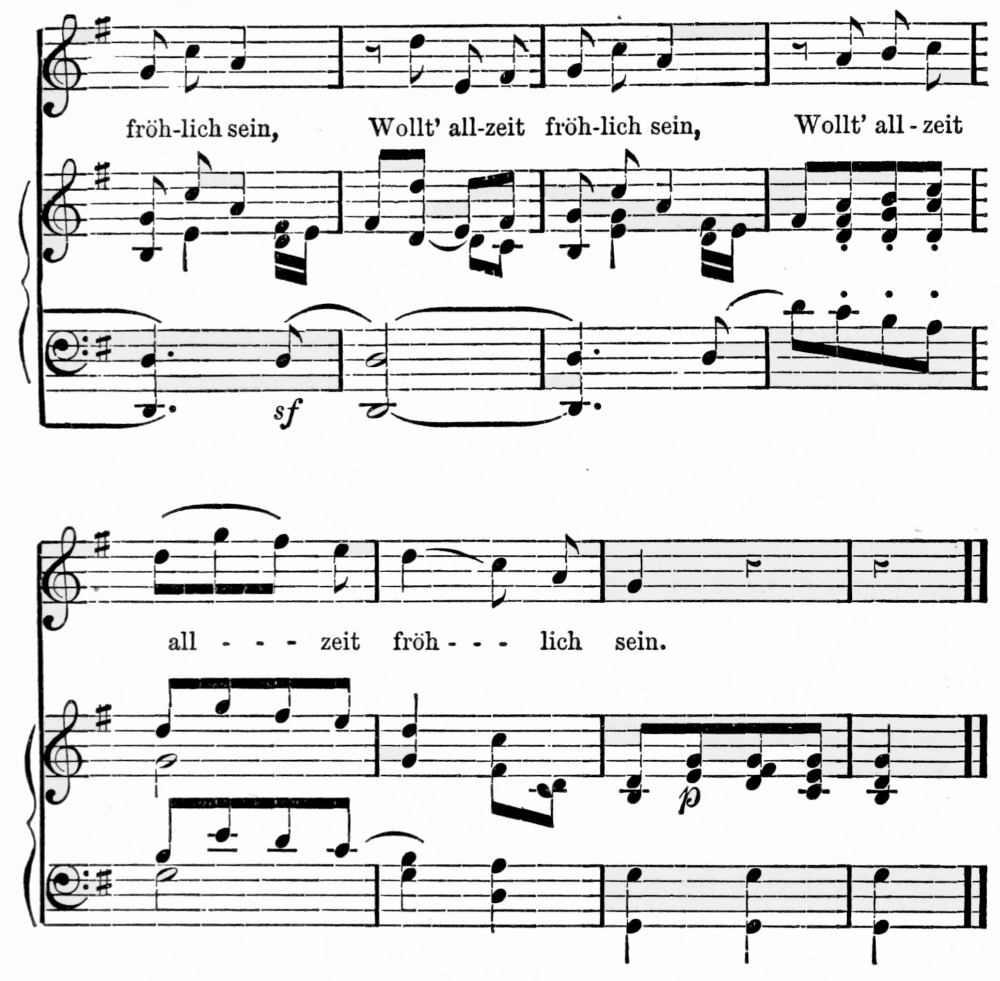 fröh-lich sein, Wollt' all-zeit fröh-lich sein, Wollt' all - zeit
sf
all - - - zeit fröh - - - lich sein.
p